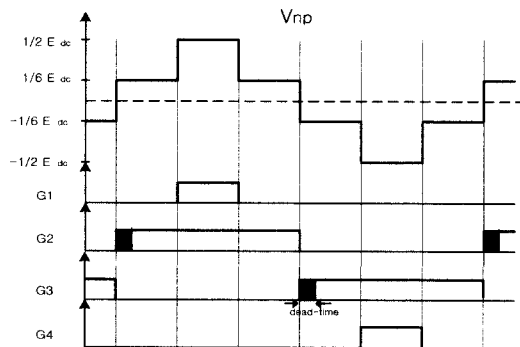 Vnp
1/2 E dc
1/6 E dc
-1/6 E dc
-1/2 E dc
G1
G2
G3
dead-time
G4